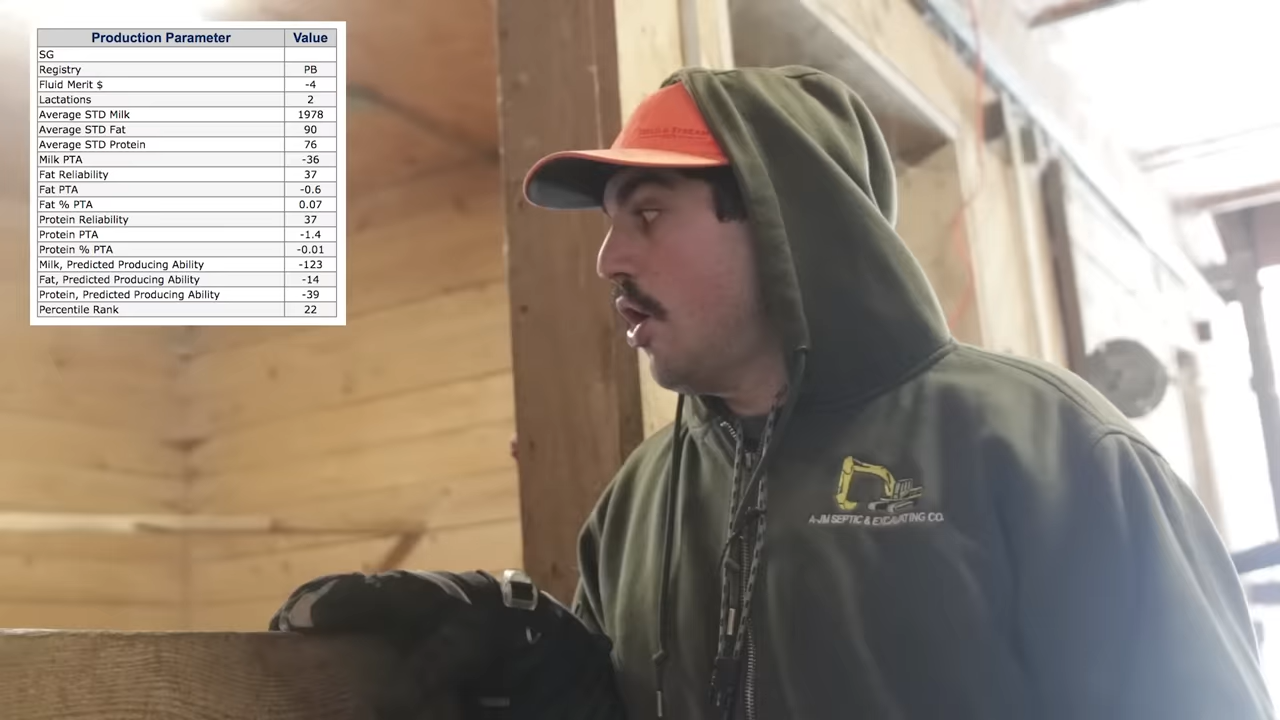 Production Parameter Value
SG
Registry PB
Fluid Merit $ -4
Lactations 2
Average STD Milk 1978
Average STD Fat 90
Average STD Protein 76
Milk PTA -36
Fat Reliability 37
Fat PTA -0.6
Fat % PTA 0.07
Protein Reliability 37
Protein PTA -1.4
Protein % PTA -0.01
Milk, Predicted Producing Ability -123
Fat, Predicted Producing Ability -14
Protein, Predicted Producing Ability -39
Percentile Rank 22
A-JM SEPTIC & EXCAVATING CO.